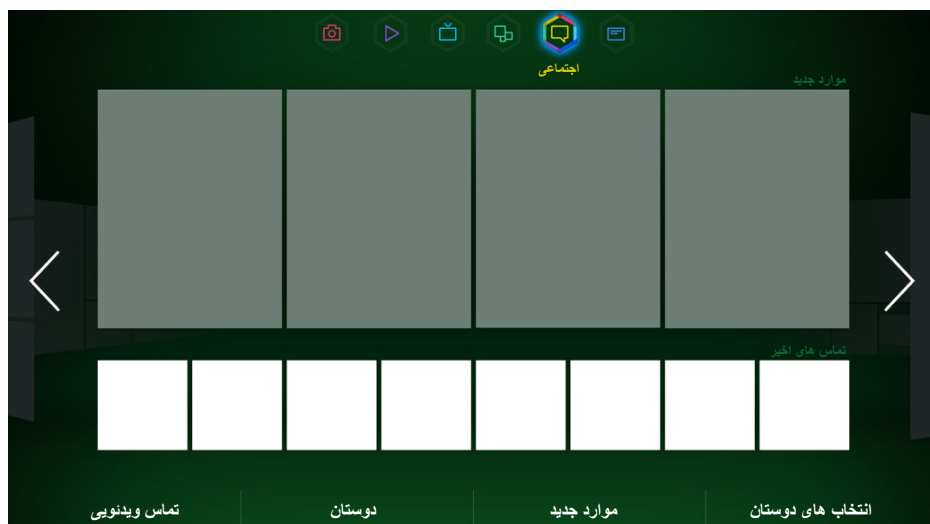 اجتماعی
موارد جدید
تماس های اخیر
انتخاب های دوستان
موارد جدید
دوستان
تماس ویدئویی